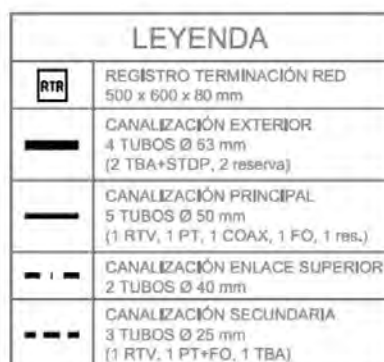 LEYENDA
RTR
REGISTRO TERMINACIÓN RED
500 x 600 x 80 mm
CANALIZACIÓN EXTERIOR
4 TUBOS Ø 63 mm
(2 TBA+STDP, 2 reserva)
CANALIZACIÓN PRINCIPAL
5 TUBOS Ø 50 mm
(1 RTV, 1 PT, 1 COAX, 1 FO, 1 res.)
CANALIZACIÓN ENLACE SUPERIOR
2 TUBOS Ø 40 mm
CANALIZACIÓN SECUNDARIA
3 TUBOS Ø 25 mm
(1 RTV, 1 PT+FO, 1 TBA)